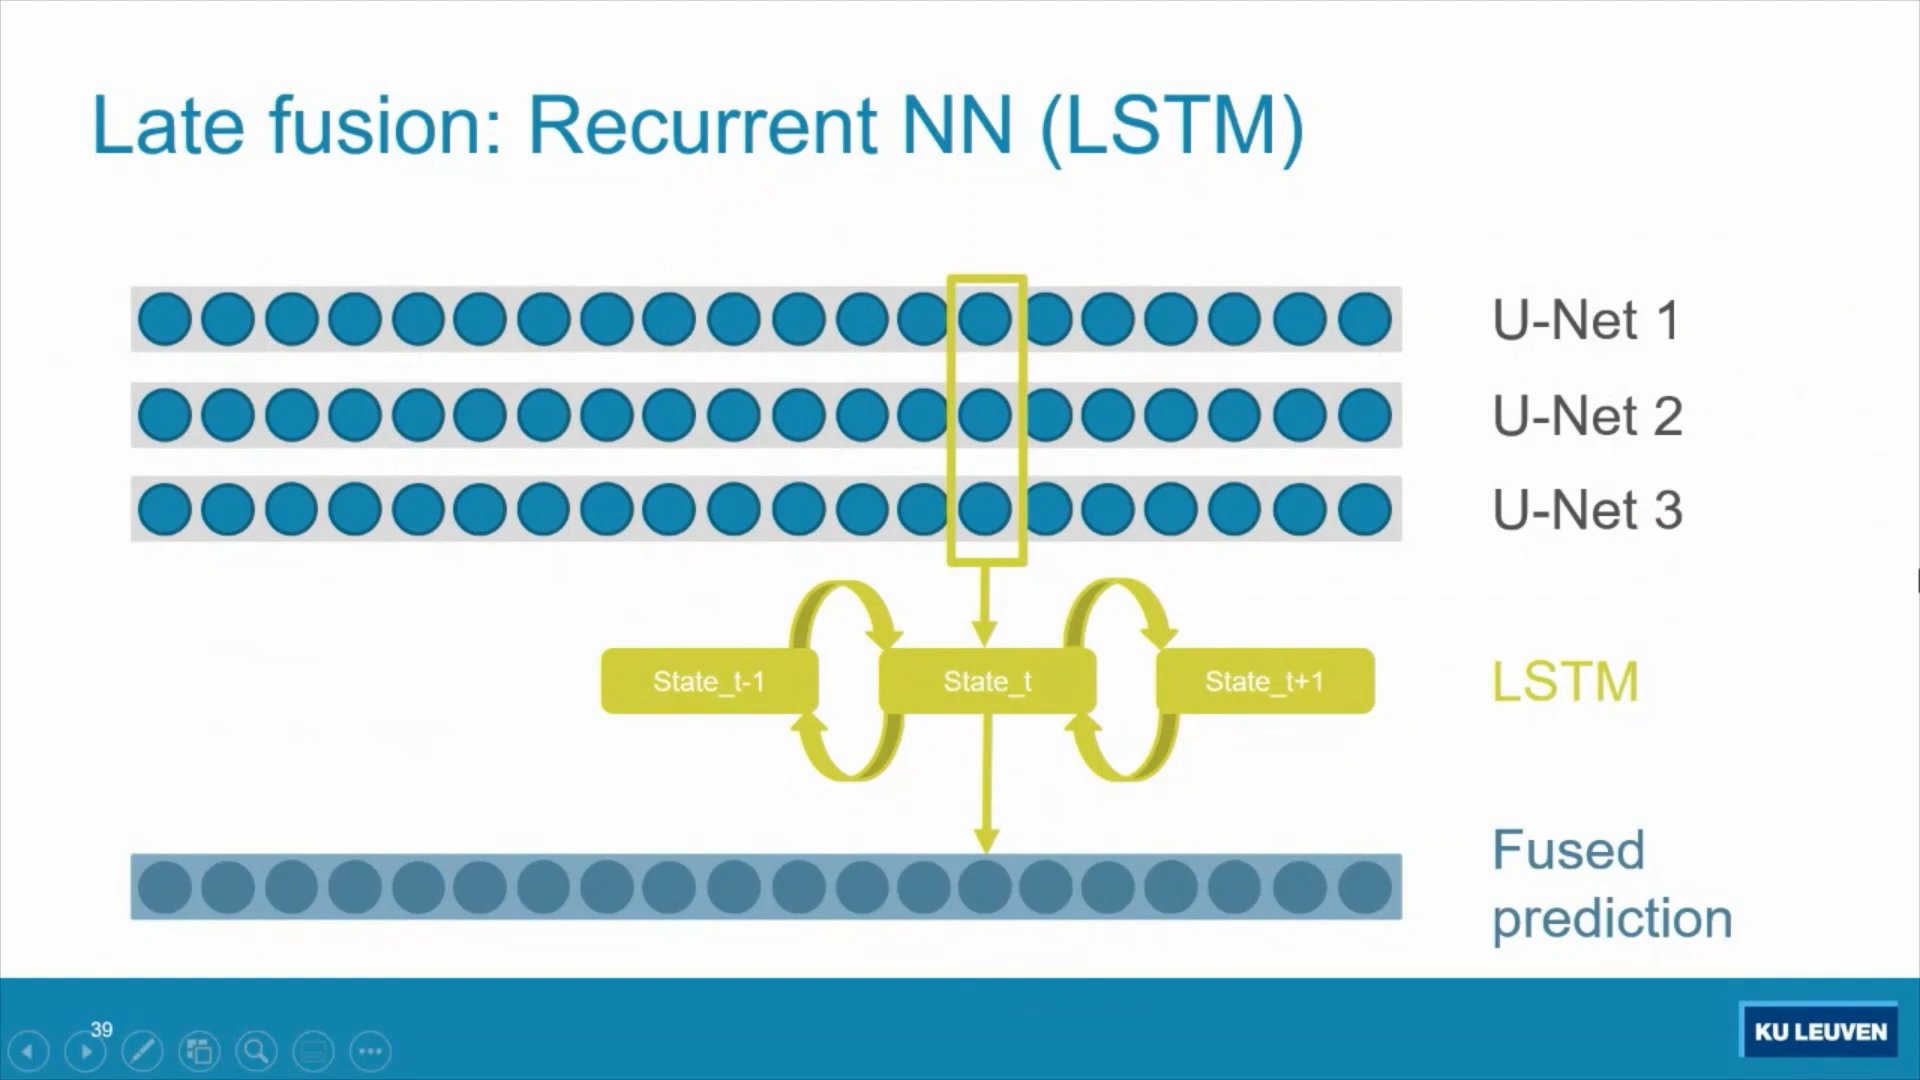 Late fusion: Recurrent NN (LSTM)
U-Net 1
U-Net 2
U-Net 3
State_t-1
State_t
State_t+1
LSTM
Fused
prediction
39
KU LEUVEN